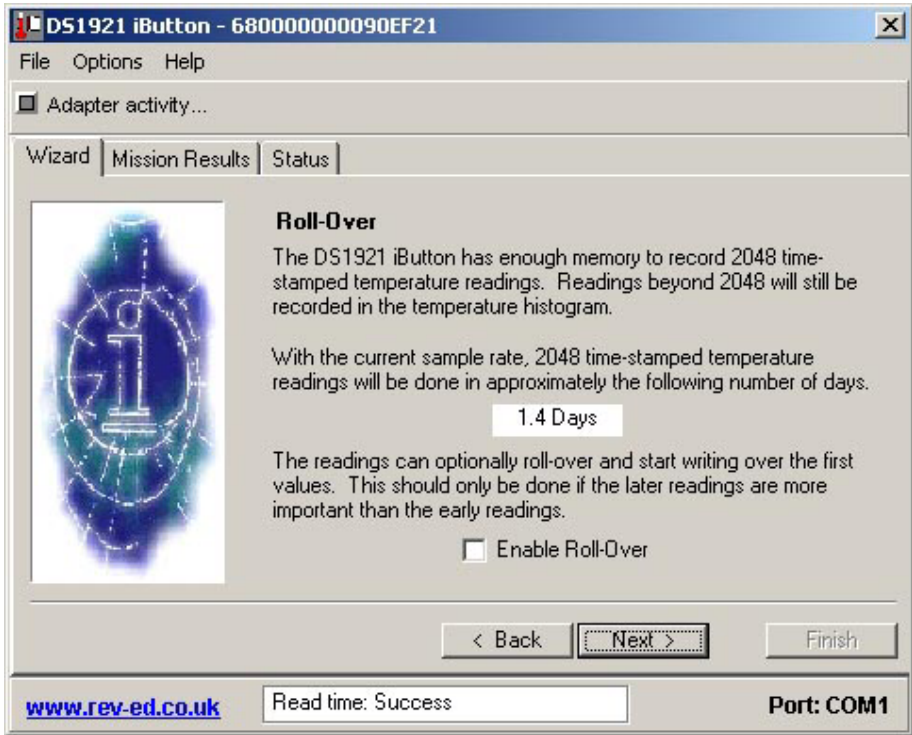 DS1921 iButton - 680000000090EF21
File Options Help
Adapter activity...
Wizard Mission Results Status
Roll-Over
The DS1921 iButton has enough memory to record 2048 time-
stamped temperature readings. Readings beyond 2048 will still be
recorded in the temperature histogram.
With the current sample rate, 2048 time-stamped temperature
readings will be done in approximately the following number of days.
1.4 Days
The readings can optionally roll-over and start writing over the first
values. This should only be done if the later readings are more
important than the early readings.
Enable Roll-Over
< Back Next > Finish
www.rev-ed.co.uk Read time: Success Port: COM1